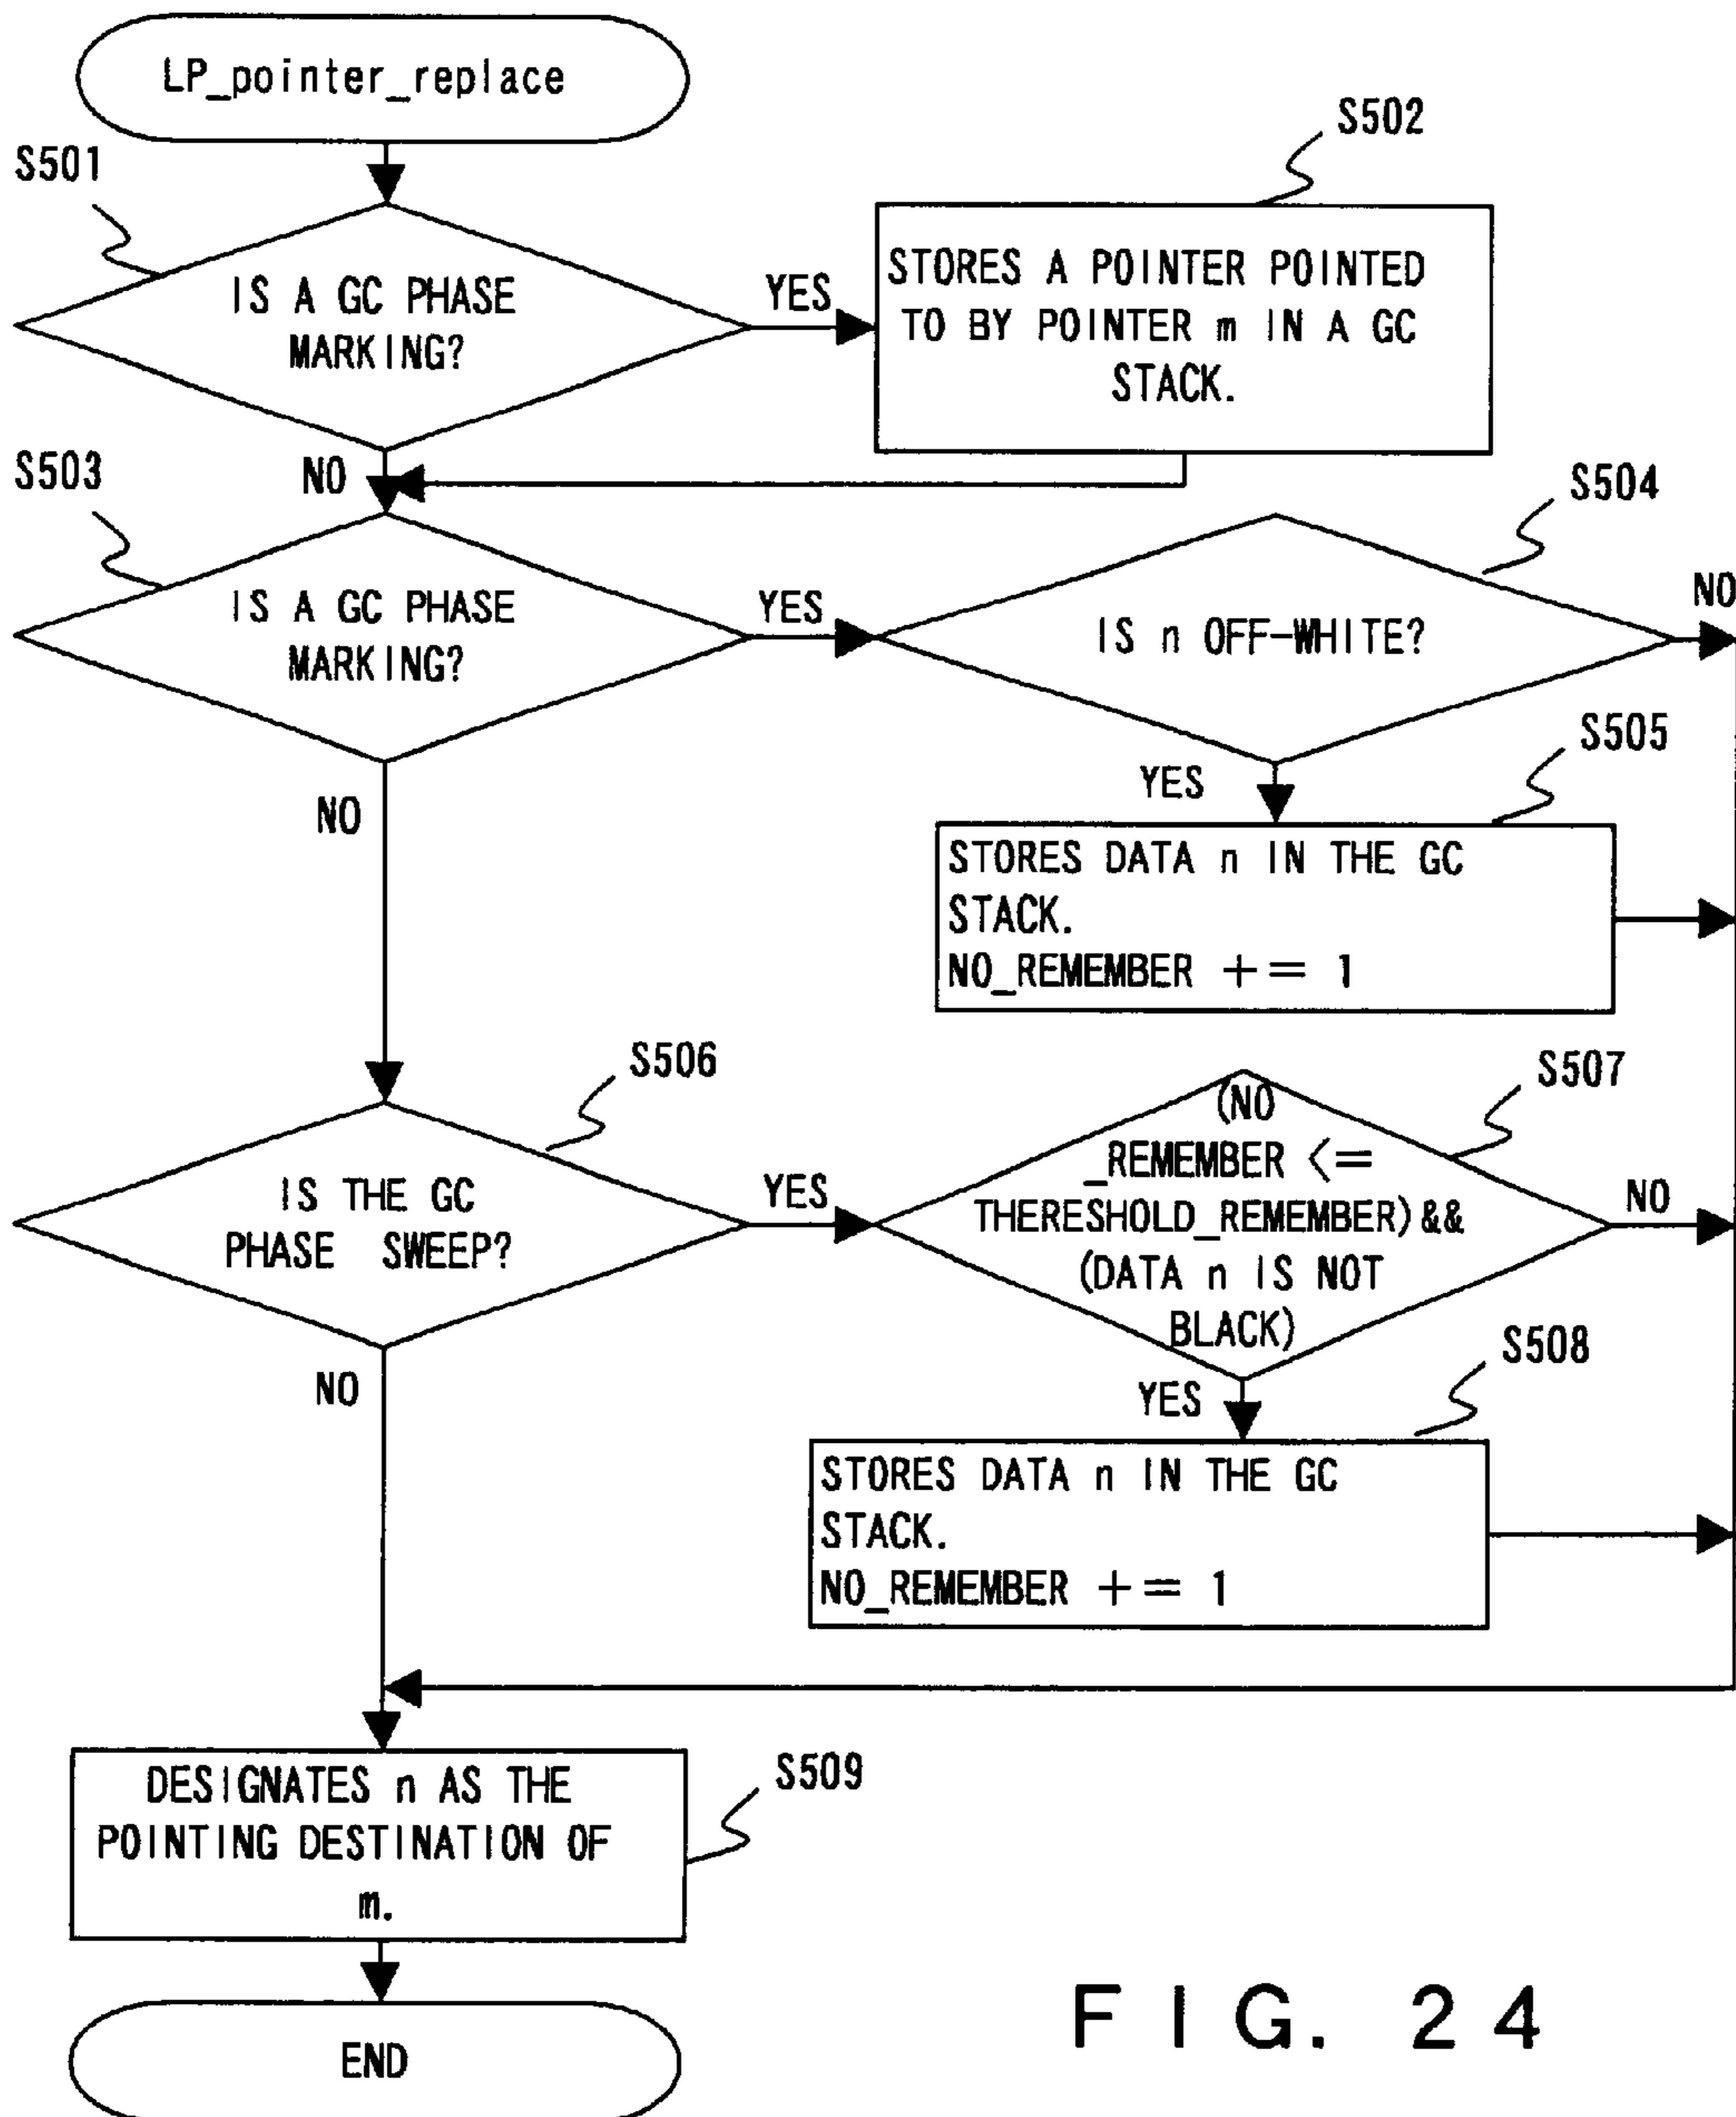 LP_pointer_replace
S501
IS A GC PHASE
MARKING?
YES
NO
S502
STORES A POINTER POINTED
TO BY POINTER m IN A GC
STACK.
S503
IS A GC PHASE
MARKING?
YES
NO
S504
IS n OFF-WHITE?
NO
YES
S505
STORES DATA n IN THE GC
STACK.
NO_REMEMBER += 1
S506
IS THE GC
PHASE SWEEP?
YES
NO
S507
(NO
_REMEMBER <=
THERESHOLD_REMEMBER)&&
(DATA n IS NOT
BLACK)
NO
YES
S508
STORES DATA n IN THE GC
STACK.
NO_REMEMBER += 1
DESIGNATES n AS THE
POINTING DESTINATION OF
m.
S509
END
FIG. 24